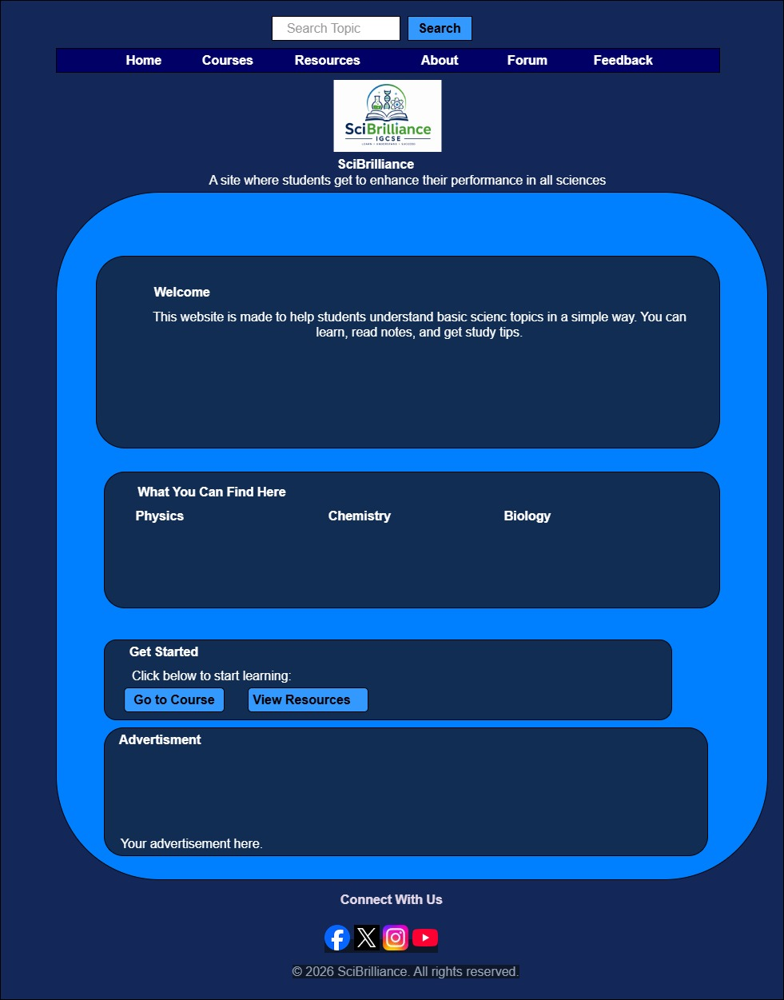 Search Topic Search
Home Courses Resources About Forum Feedback
SciBrilliance
IGCSE
LEARN • UNDERSTAND • SUCCEED
SciBrilliance
A site where students get to enhance their performance in all sciences
Welcome
This website is made to help students understand basic scienc topics in a simple way. You can
learn, read notes, and get study tips.
What You Can Find Here
Physics Chemistry Biology
Get Started
Click below to start learning:
Go to Course View Resources
Advertisment
Your advertisement here.
Connect With Us
© 2026 SciBrilliance. All rights reserved.